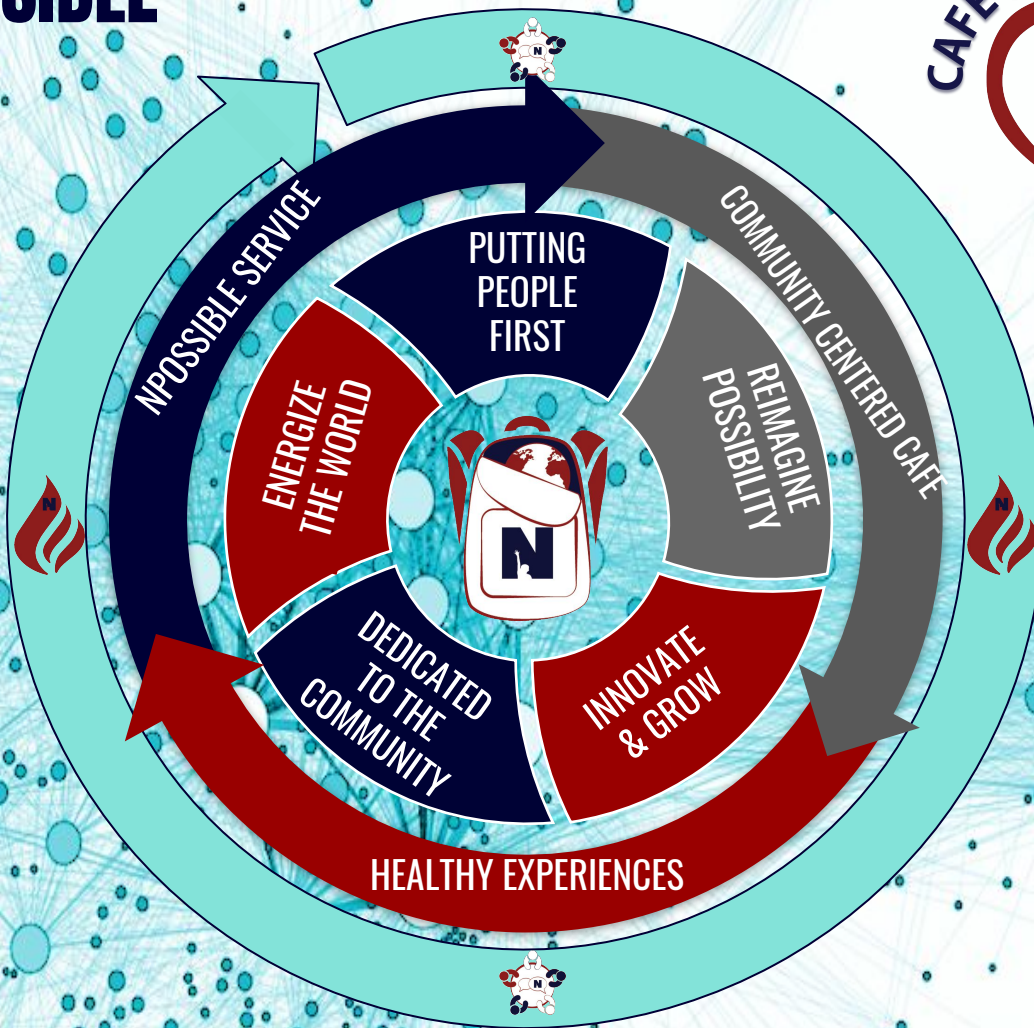 CAFE
NPOSSIBLE SERVICE
COMMUNITY CENTERED CAFE
PUTTING
PEOPLE
FIRST
REIMAGINE
POSSIBILITY
ENERGIZE
THE WORLD
N
DEDICATED
TO THE
COMMUNITY
INNOVATE
& GROW
HEALTHY EXPERIENCES
N
N
N
N